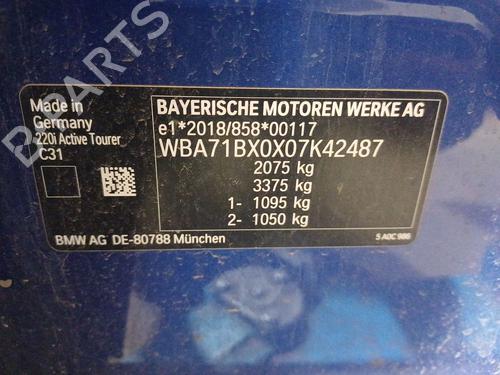 B-PARTS
Made in
Germany
220i Active Tourer
C31
BAYERISCHE MOTOREN WERKE AG
e1*2018/858*00117
WBA71BX0X07K42487
2075 kg
3375 kg
1- 1095 kg
2- 1050 kg
BMW AG DE-80788 München
5 A0C 986